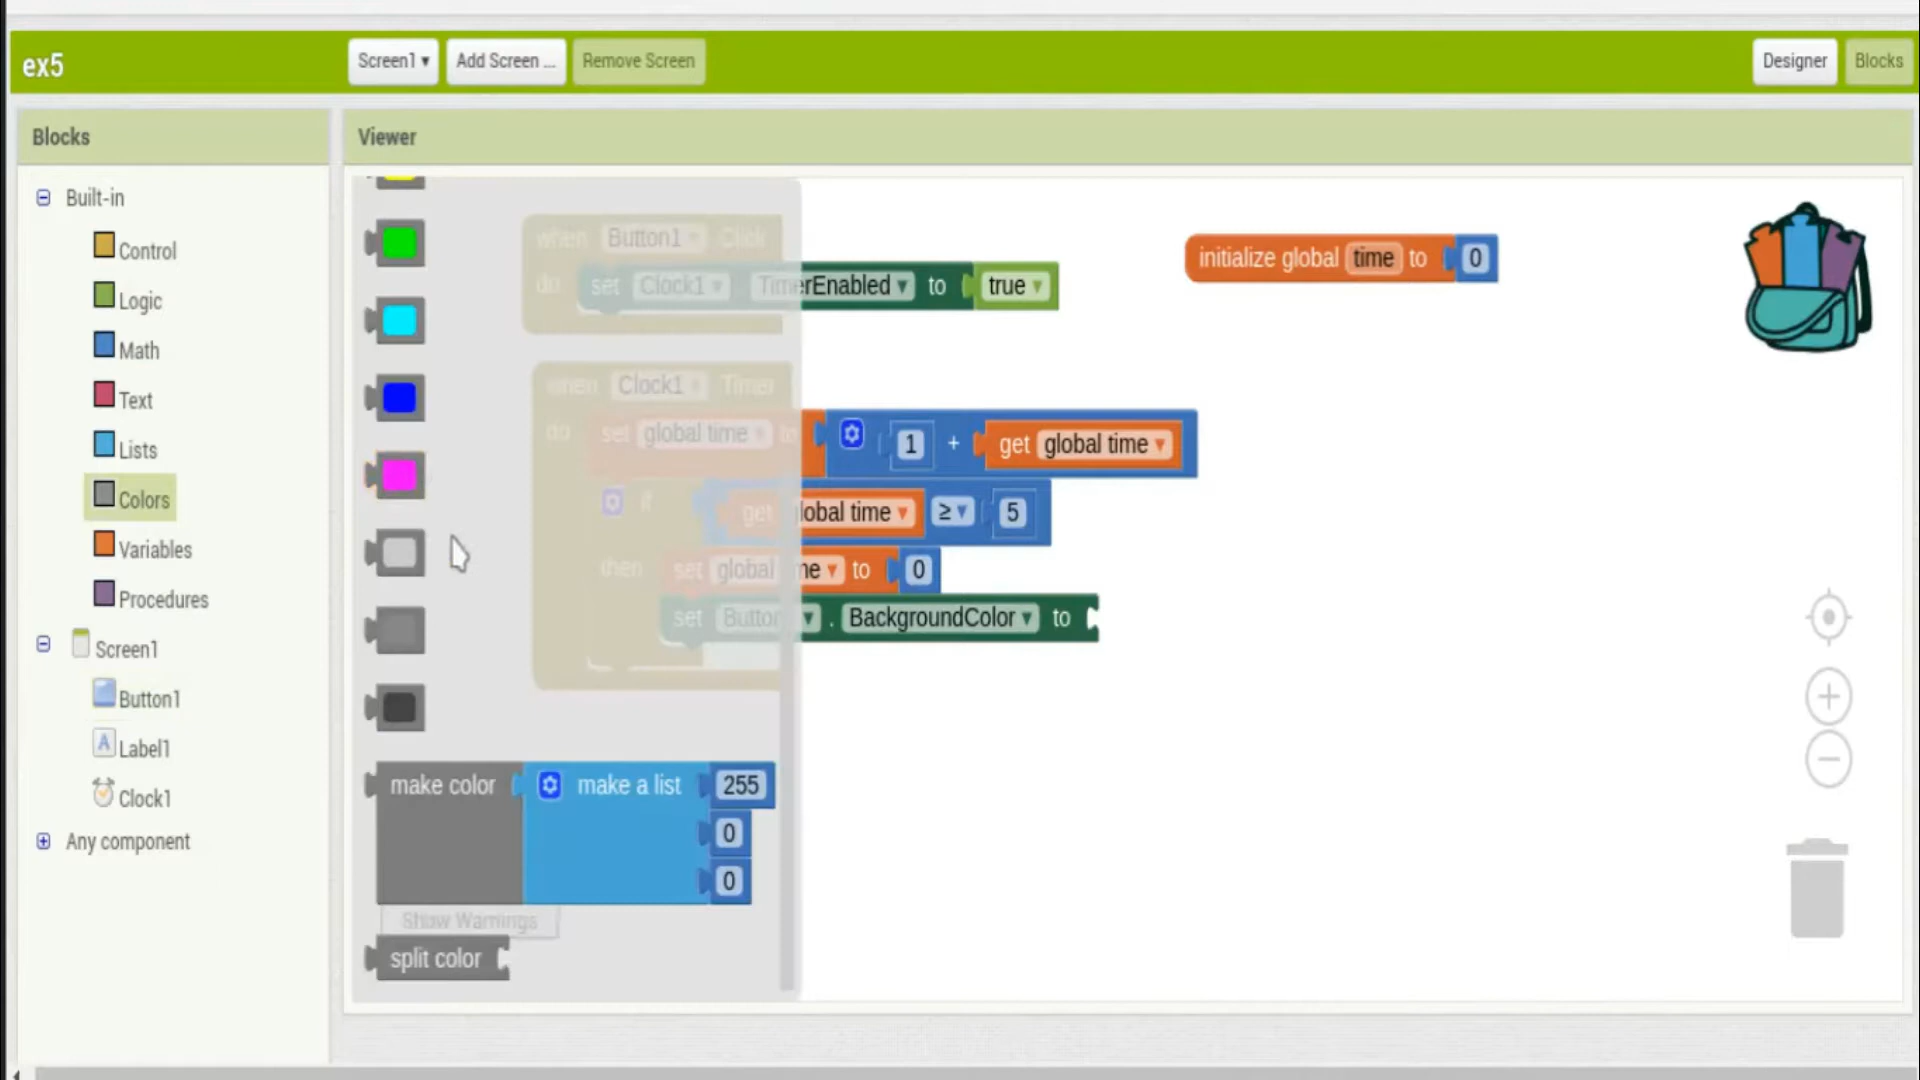 ex5
Screen1 ▾
Add Screen ...
Remove Screen
Designer
Blocks
Blocks
Viewer
Built-in
Control
Logic
Math
Text
Lists
Colors
Variables
Procedures
Screen1
Button1
Label1
Clock1
Any component
when Button1 Click
do set Clock1 TimerEnabled to true
initialize global time to 0
when Clock1 Timer
do set global time to 1 + get global time
if get global time ≥ 5
then set global time to 0
set Button . BackgroundColor to
make color make a list 255
0
0
Show Warnings
split color